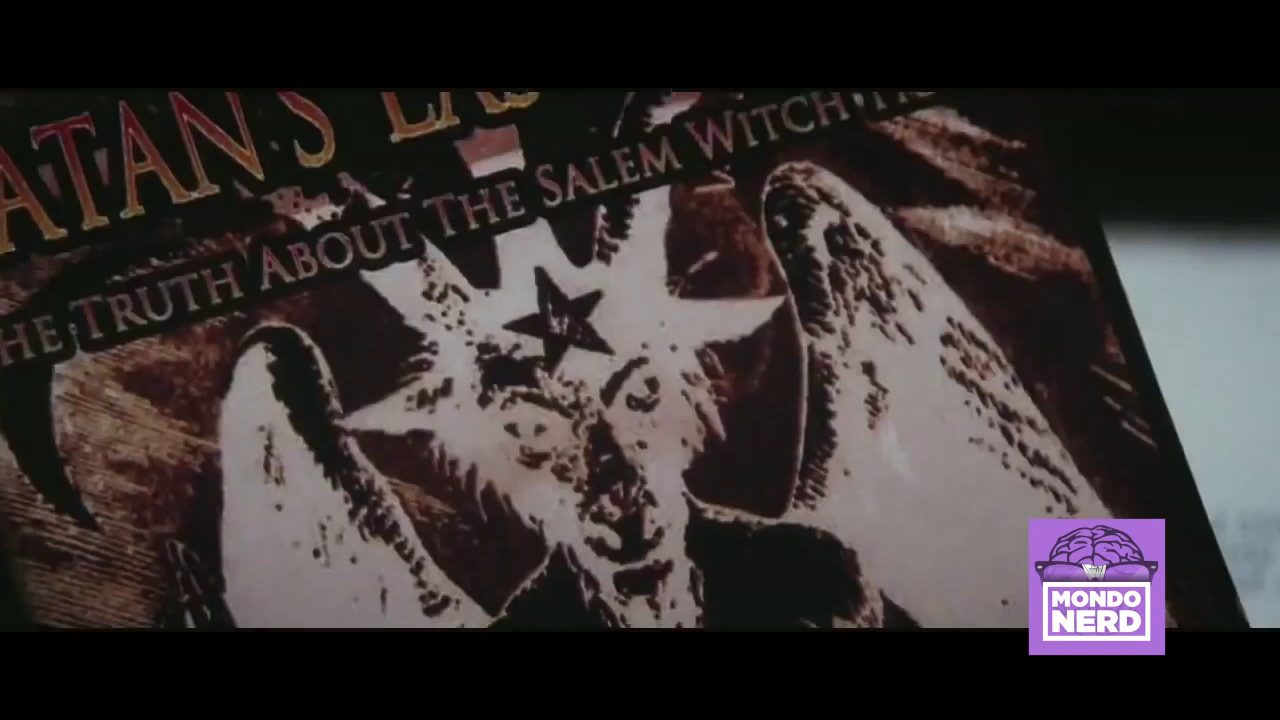 ATAN'S
HE TRUTH ABOUT THE SALEM WITCH
MONDO
NERD